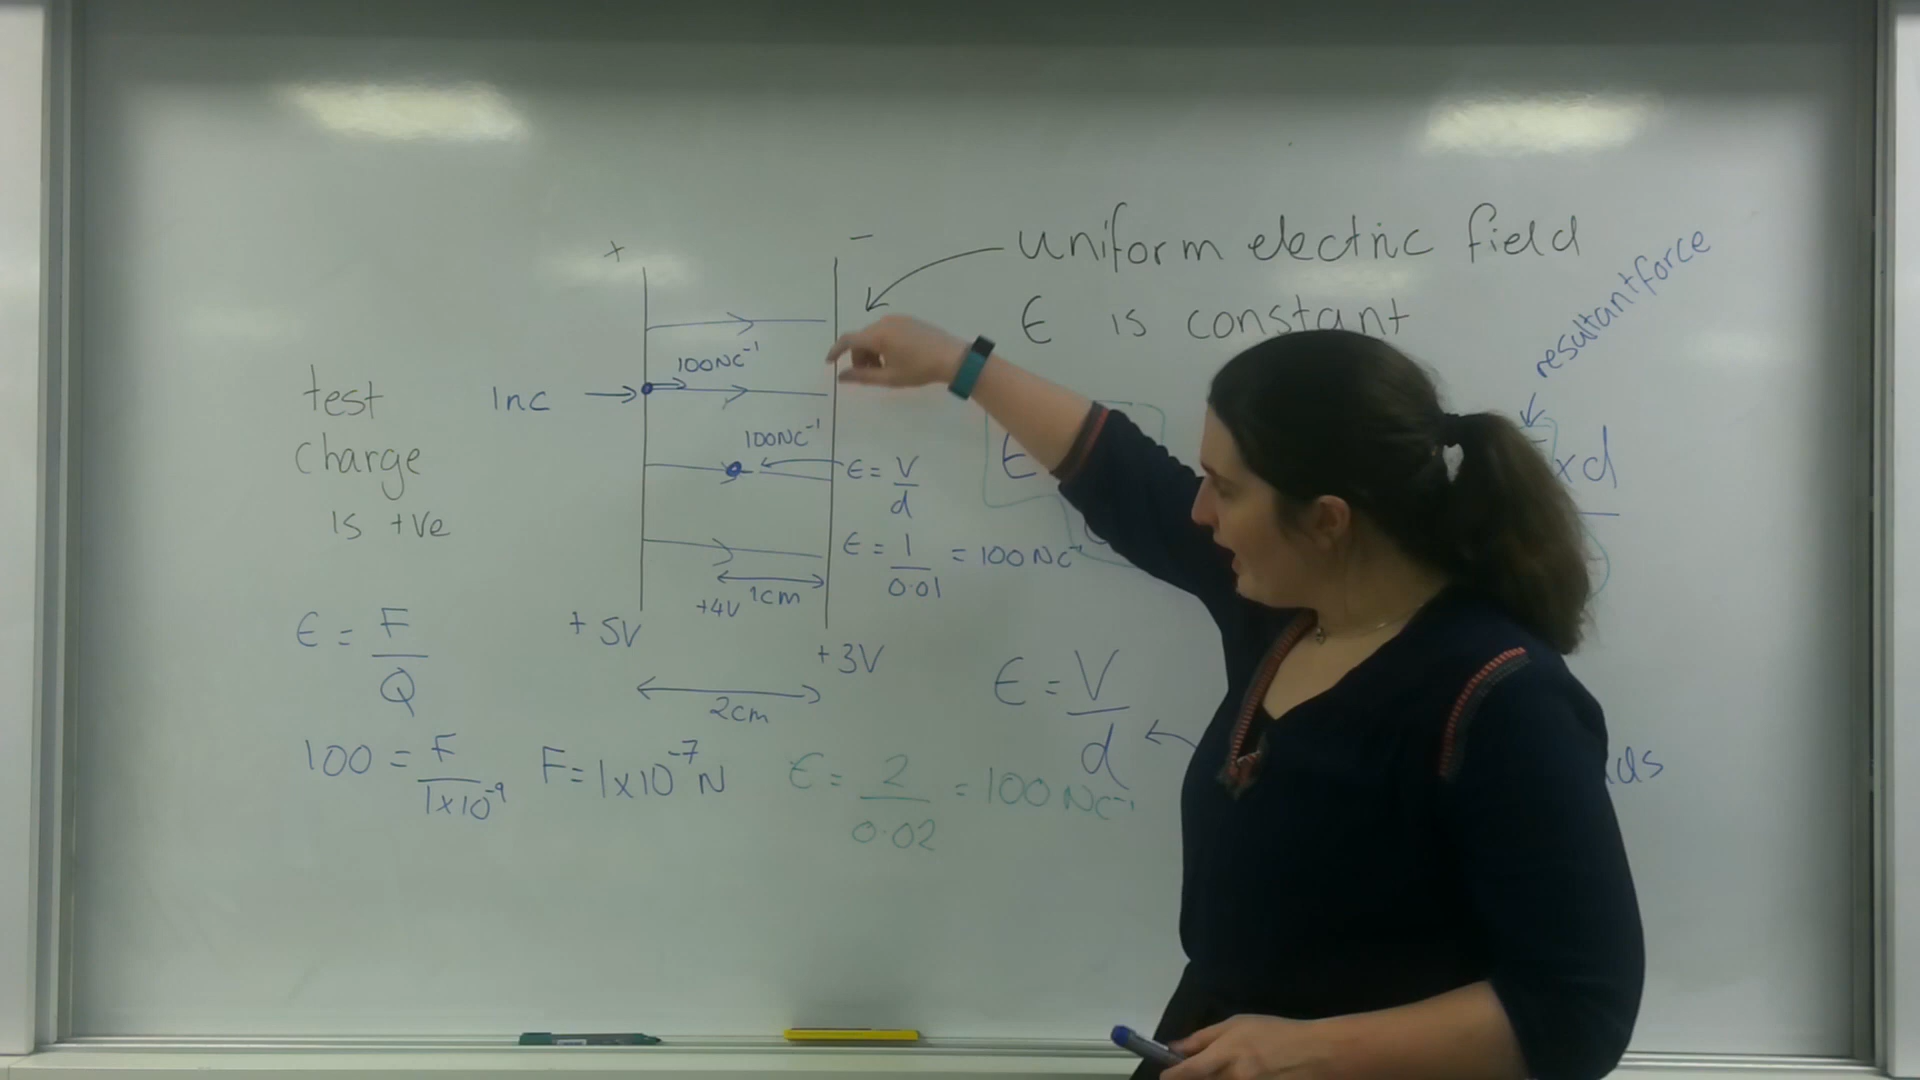 +
−
uniform electric field
E is constant
resultant force
100NC⁻¹
test
charge
is +ve
1nC
100NC⁻¹
E = V/d
E = 1/0.01 = 100NC⁻¹
1cm
+4V
+5V
+3V
2cm
E
xd
E = F/Q
E = V/d
100 = F/1x10⁻⁹
F = 1x10⁻⁷N
E = 2/0.02 = 100NC⁻¹